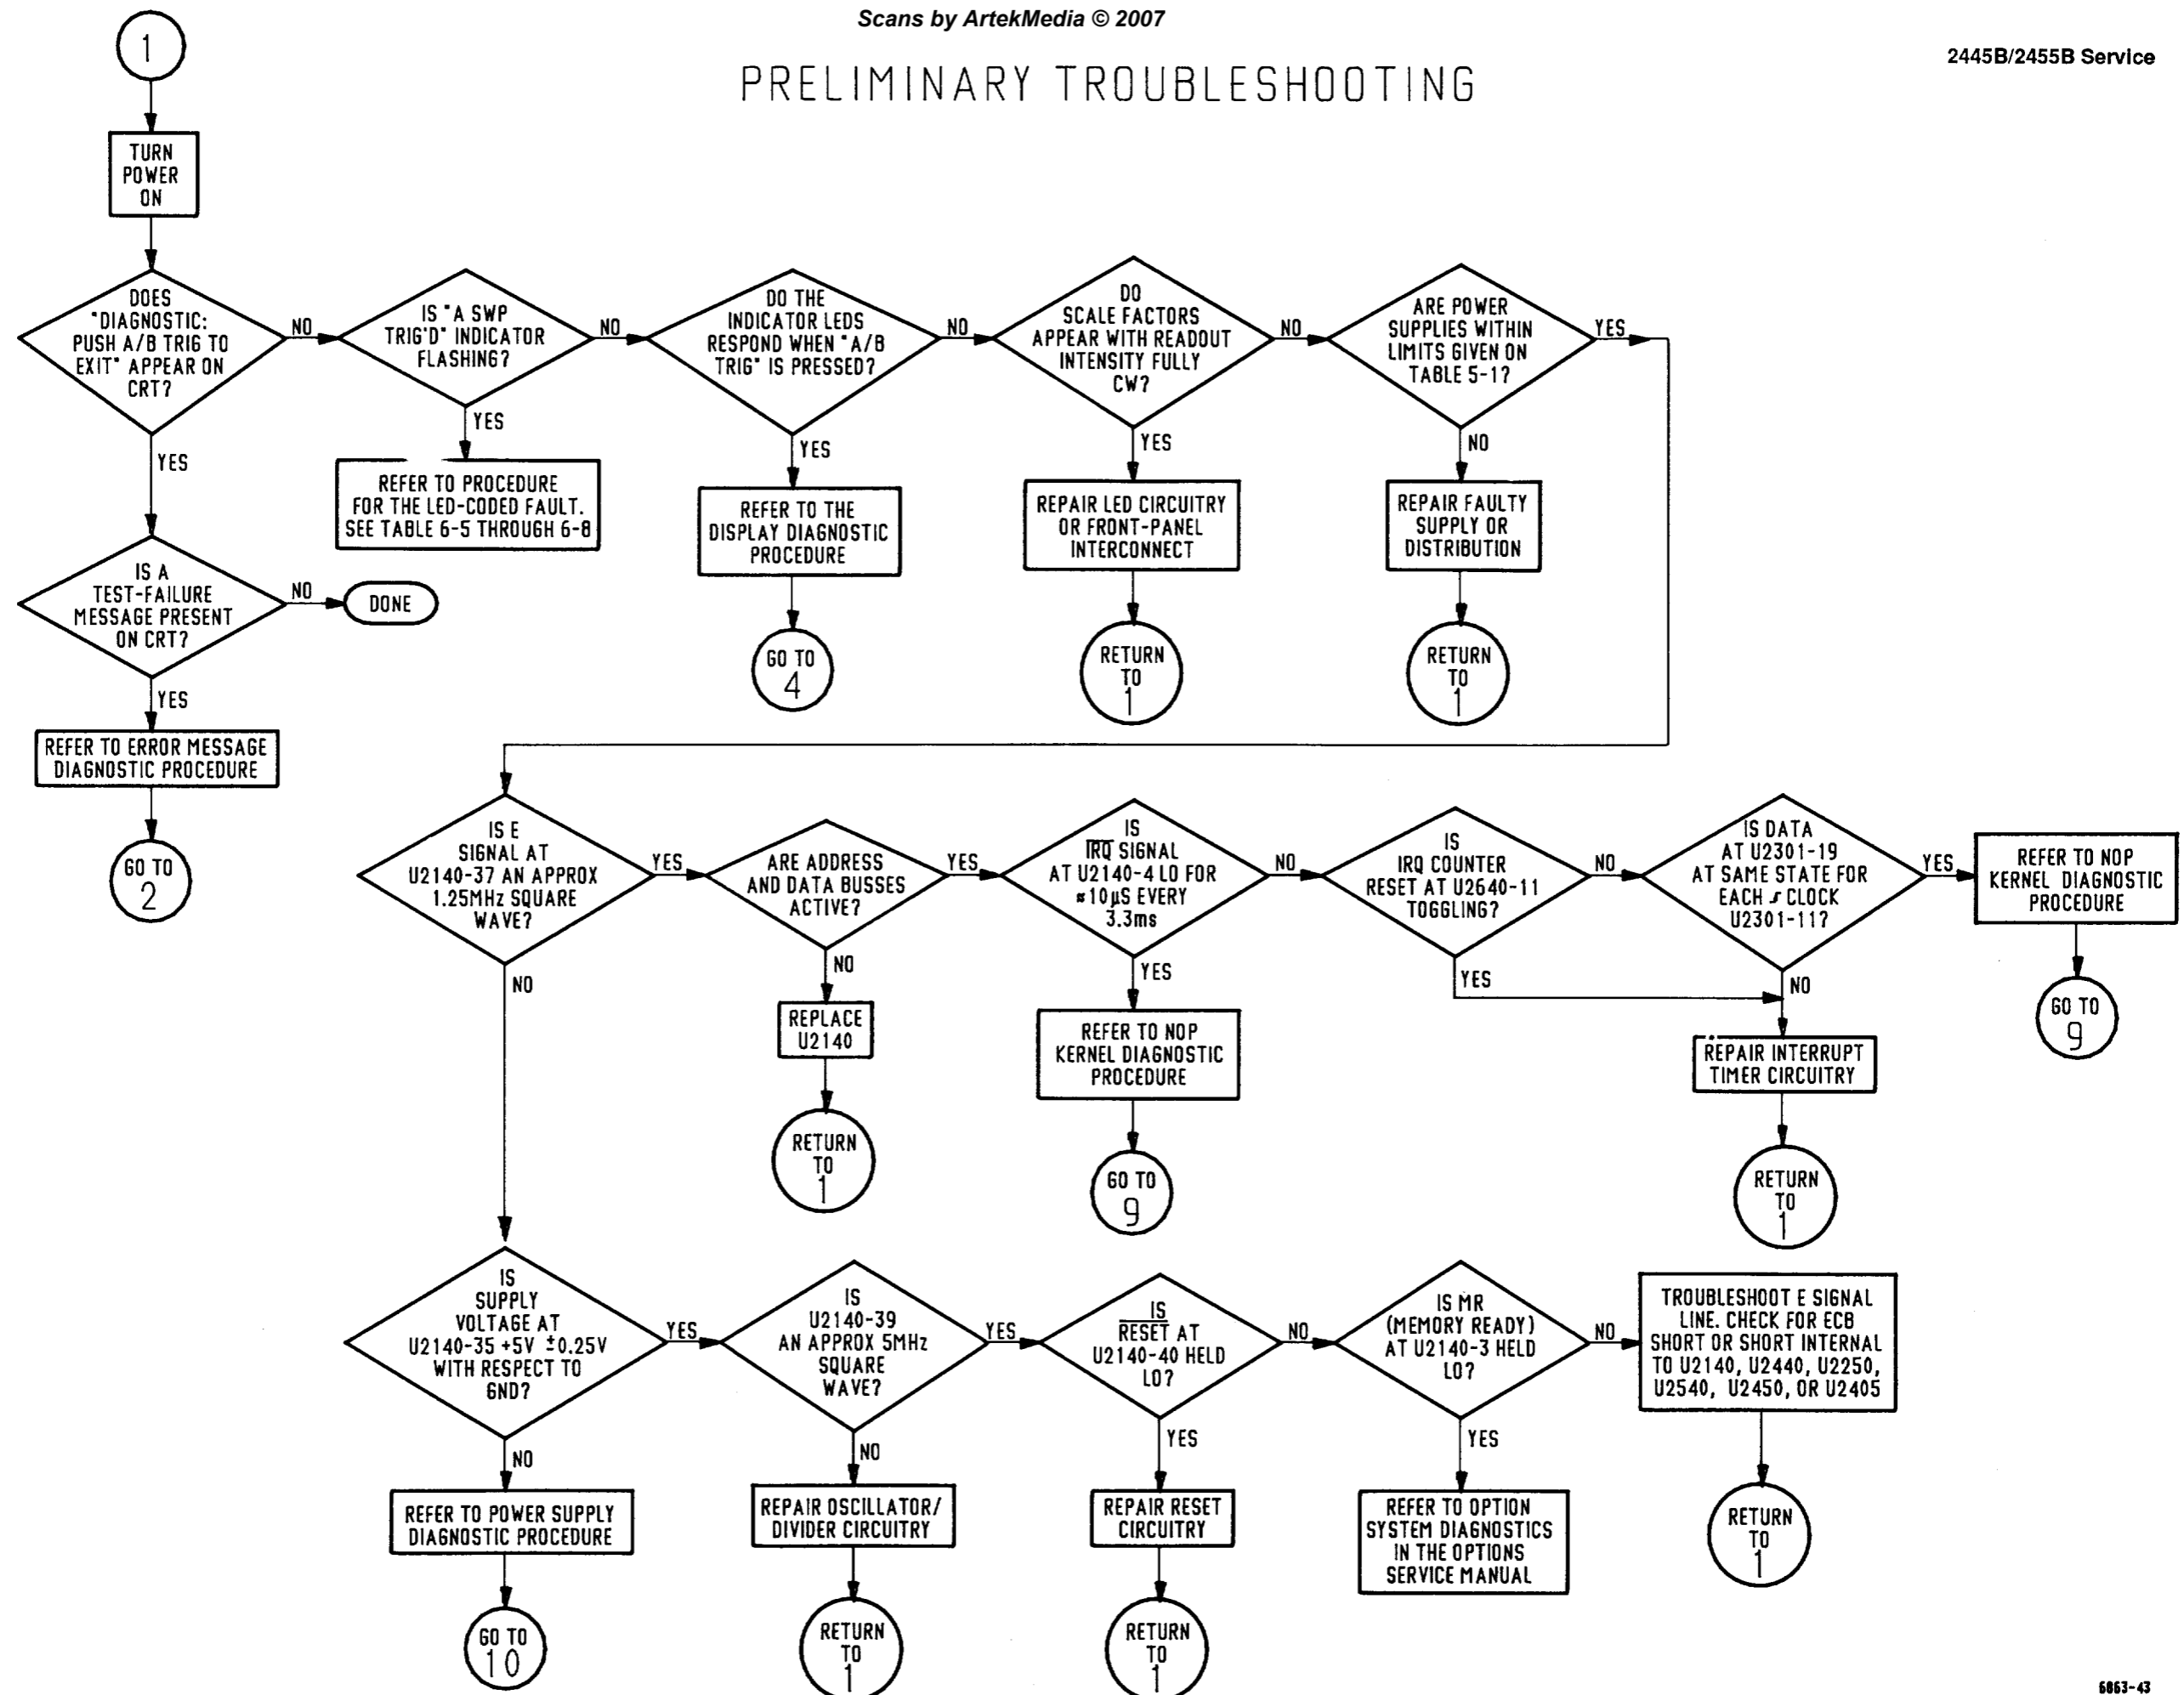 Scans by ArtekMedia © 2007
2445B/2455B Service
PRELIMINARY TROUBLESHOOTING
1
TURN
POWER
ON
DOES
"DIAGNOSTIC:
PUSH A/B TRIG TO
EXIT" APPEAR ON
CRT?
NO
YES
IS "A SWP
TRIG'D" INDICATOR
FLASHING?
NO
YES
REFER TO PROCEDURE
FOR THE LED-CODED FAULT.
SEE TABLE 6-5 THROUGH 6-8
DO THE
INDICATOR LEDS
RESPOND WHEN "A/B
TRIG" IS PRESSED?
NO
YES
REFER TO THE
DISPLAY DIAGNOSTIC
PROCEDURE
GO TO
4
DO
SCALE FACTORS
APPEAR WITH READOUT
INTENSITY FULLY
CW?
NO
YES
REPAIR LED CIRCUITRY
OR FRONT-PANEL
INTERCONNECT
RETURN
TO
1
ARE POWER
SUPPLIES WITHIN
LIMITS GIVEN ON
TABLE 5-1?
YES
NO
REPAIR FAULTY
SUPPLY OR
DISTRIBUTION
RETURN
TO
1
IS A
TEST-FAILURE
MESSAGE PRESENT
ON CRT?
NO
DONE
YES
REFER TO ERROR MESSAGE
DIAGNOSTIC PROCEDURE
GO TO
2
IS E
SIGNAL AT
U2140-37 AN APPROX
1.25MHz SQUARE
WAVE?
YES
NO
ARE ADDRESS
AND DATA BUSSES
ACTIVE?
YES
NO
REPLACE
U2140
RETURN
TO
1
IS
IRQ SIGNAL
AT U2140-4 LO FOR
≈10µS EVERY
3.3ms
NO
YES
REFER TO NOP
KERNEL DIAGNOSTIC
PROCEDURE
GO TO
9
IS
IRQ COUNTER
RESET AT U2640-11
TOGGLING?
NO
YES
IS DATA
AT U2301-19
AT SAME STATE FOR
EACH ∫ CLOCK
U2301-11?
YES
NO
REFER TO NOP
KERNEL DIAGNOSTIC
PROCEDURE
GO TO
9
REPAIR INTERRUPT
TIMER CIRCUITRY
RETURN
TO
1
IS
SUPPLY
VOLTAGE AT
U2140-35 +5V ±0.25V
WITH RESPECT TO
GND?
YES
NO
REFER TO POWER SUPPLY
DIAGNOSTIC PROCEDURE
GO TO
10
IS
U2140-39
AN APPROX 5MHz
SQUARE
WAVE?
YES
NO
REPAIR OSCILLATOR/
DIVIDER CIRCUITRY
RETURN
TO
1
IS
RESET AT
U2140-40 HELD
LO?
NO
YES
REPAIR RESET
CIRCUITRY
RETURN
TO
1
IS MR
(MEMORY READY)
AT U2140-3 HELD
LO?
NO
YES
REFER TO OPTION
SYSTEM DIAGNOSTICS
IN THE OPTIONS
SERVICE MANUAL
TROUBLESHOOT E SIGNAL
LINE. CHECK FOR ECB
SHORT OR SHORT INTERNAL
TO U2140, U2440, U2250,
U2540, U2450, OR U2405
RETURN
TO
1
6863-43